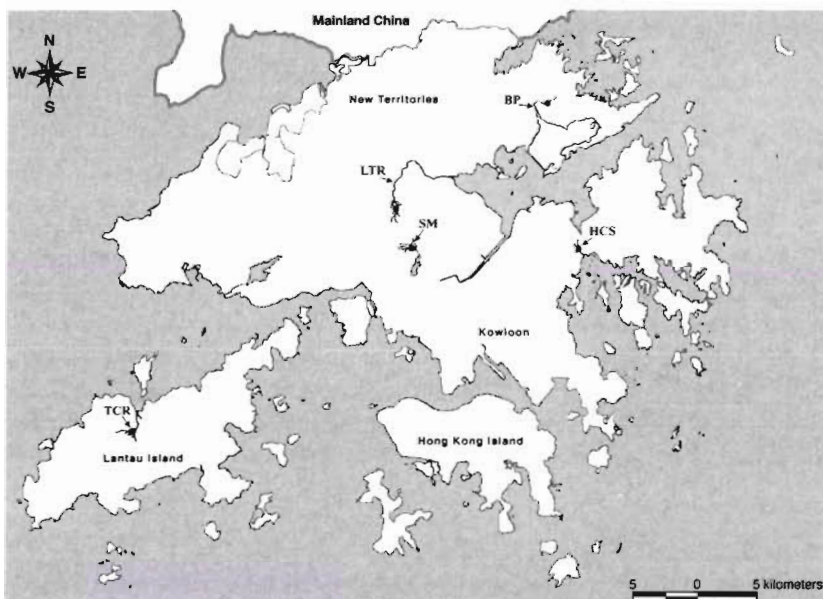 Mainland China
N
W E
S
New Territories
BP
LTR
SM
HCS
Kowloon
TCR
Lantau Island
Hong Kong Island
5 0 5 kilometers